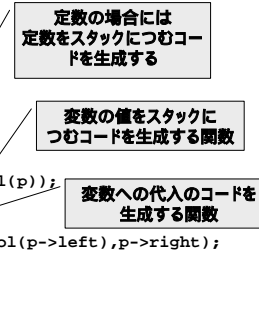 定数の場合には
定数をスタックにつむコー
ドを生成する
変数の値をスタックに
つむコードを生成する関数
l(p));
変数への代入のコードを
生成する関数
ol(p->left),p->right);